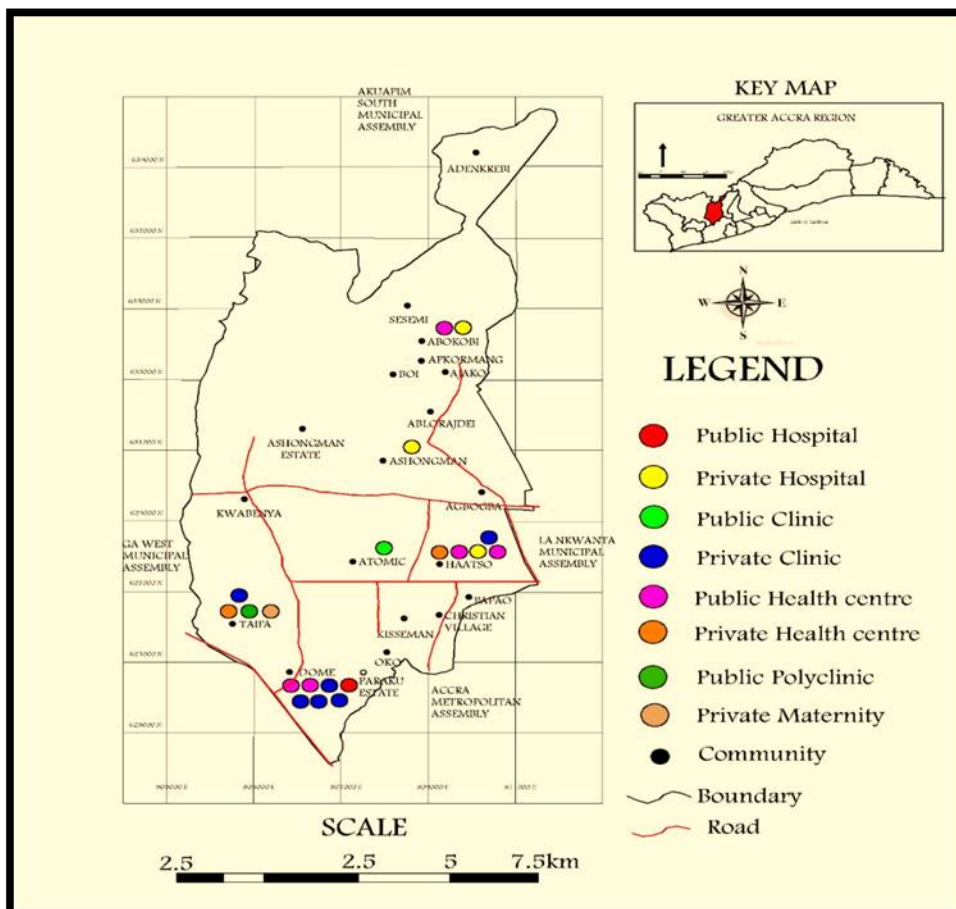 AKUAPIM
SOUTH
MUNICIPAL
ASSEMBLY
ADENKREBI
SESEMI
ABOKOBI
APKORMANG
BOI
AJAKO
ABLORAJDEI
ASHONGMAN
ESTATE
ASHONGMAN
AGBOGBA
KWABENYA
GA WEST
MUNICIPAL
ASSEMBLY
ATOMIC
HAATSO
LA NKWANTA
MUNICIPAL
ASSEMBLY
PAPAO
CHRISTIAN
VILLAGE
KISSEMAN
TAIFA
OKO
DOME
PARAKU
ESTATE
ACCRA
METROPOLITAN
ASSEMBLY
KEY MAP
GREATER ACCRA REGION
N
W
E
S
LEGEND
Public Hospital
Private Hospital
Public Clinic
Private Clinic
Public Health centre
Private Health centre
Public Polyclinic
Private Maternity
Community
Boundary
Road
SCALE
2.5 2.5 5 7.5km